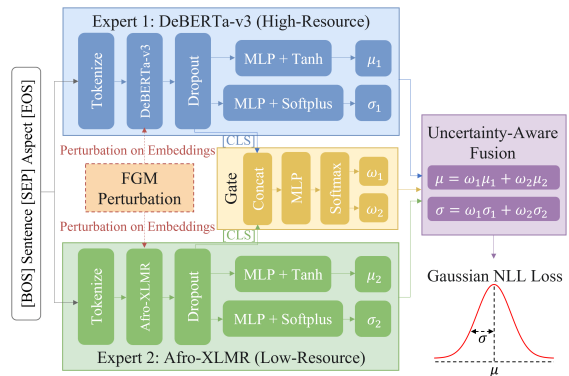 Expert 1: DeBERTa-v3 (High-Resource)
[BOS] Sentence [SEP] Aspect [EOS]
Tokenize
DeBERTa-v3
Dropout
MLP + Tanh
μ₁
MLP + Softplus
σ₁
Perturbation on Embeddings
[CLS]
FGM
Perturbation
Perturbation on Embeddings
[CLS]
Gate
Concat
MLP
Softmax
ω₁
ω₂
Uncertainty-Aware
Fusion
μ = ω₁μ₁ + ω₂μ₂
σ = ω₁σ₁ + ω₂σ₂
Tokenize
Afro-XLMR
Dropout
MLP + Tanh
μ₂
MLP + Softplus
σ₂
Expert 2: Afro-XLMR (Low-Resource)
Gaussian NLL Loss
σ
μ